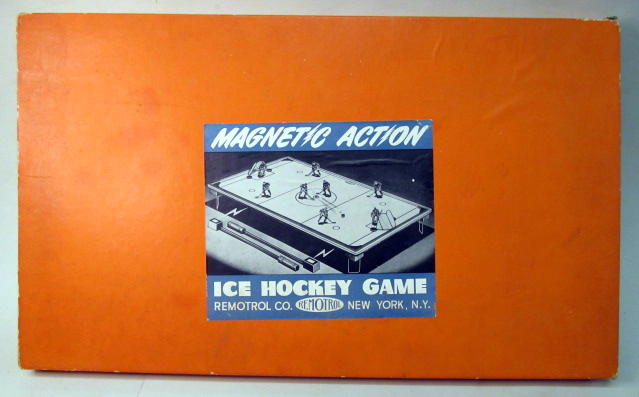 MAGNETIC ACTION
ICE HOCKEY GAME
REMOTROL CO. REMOTROL NEW YORK, N.Y.